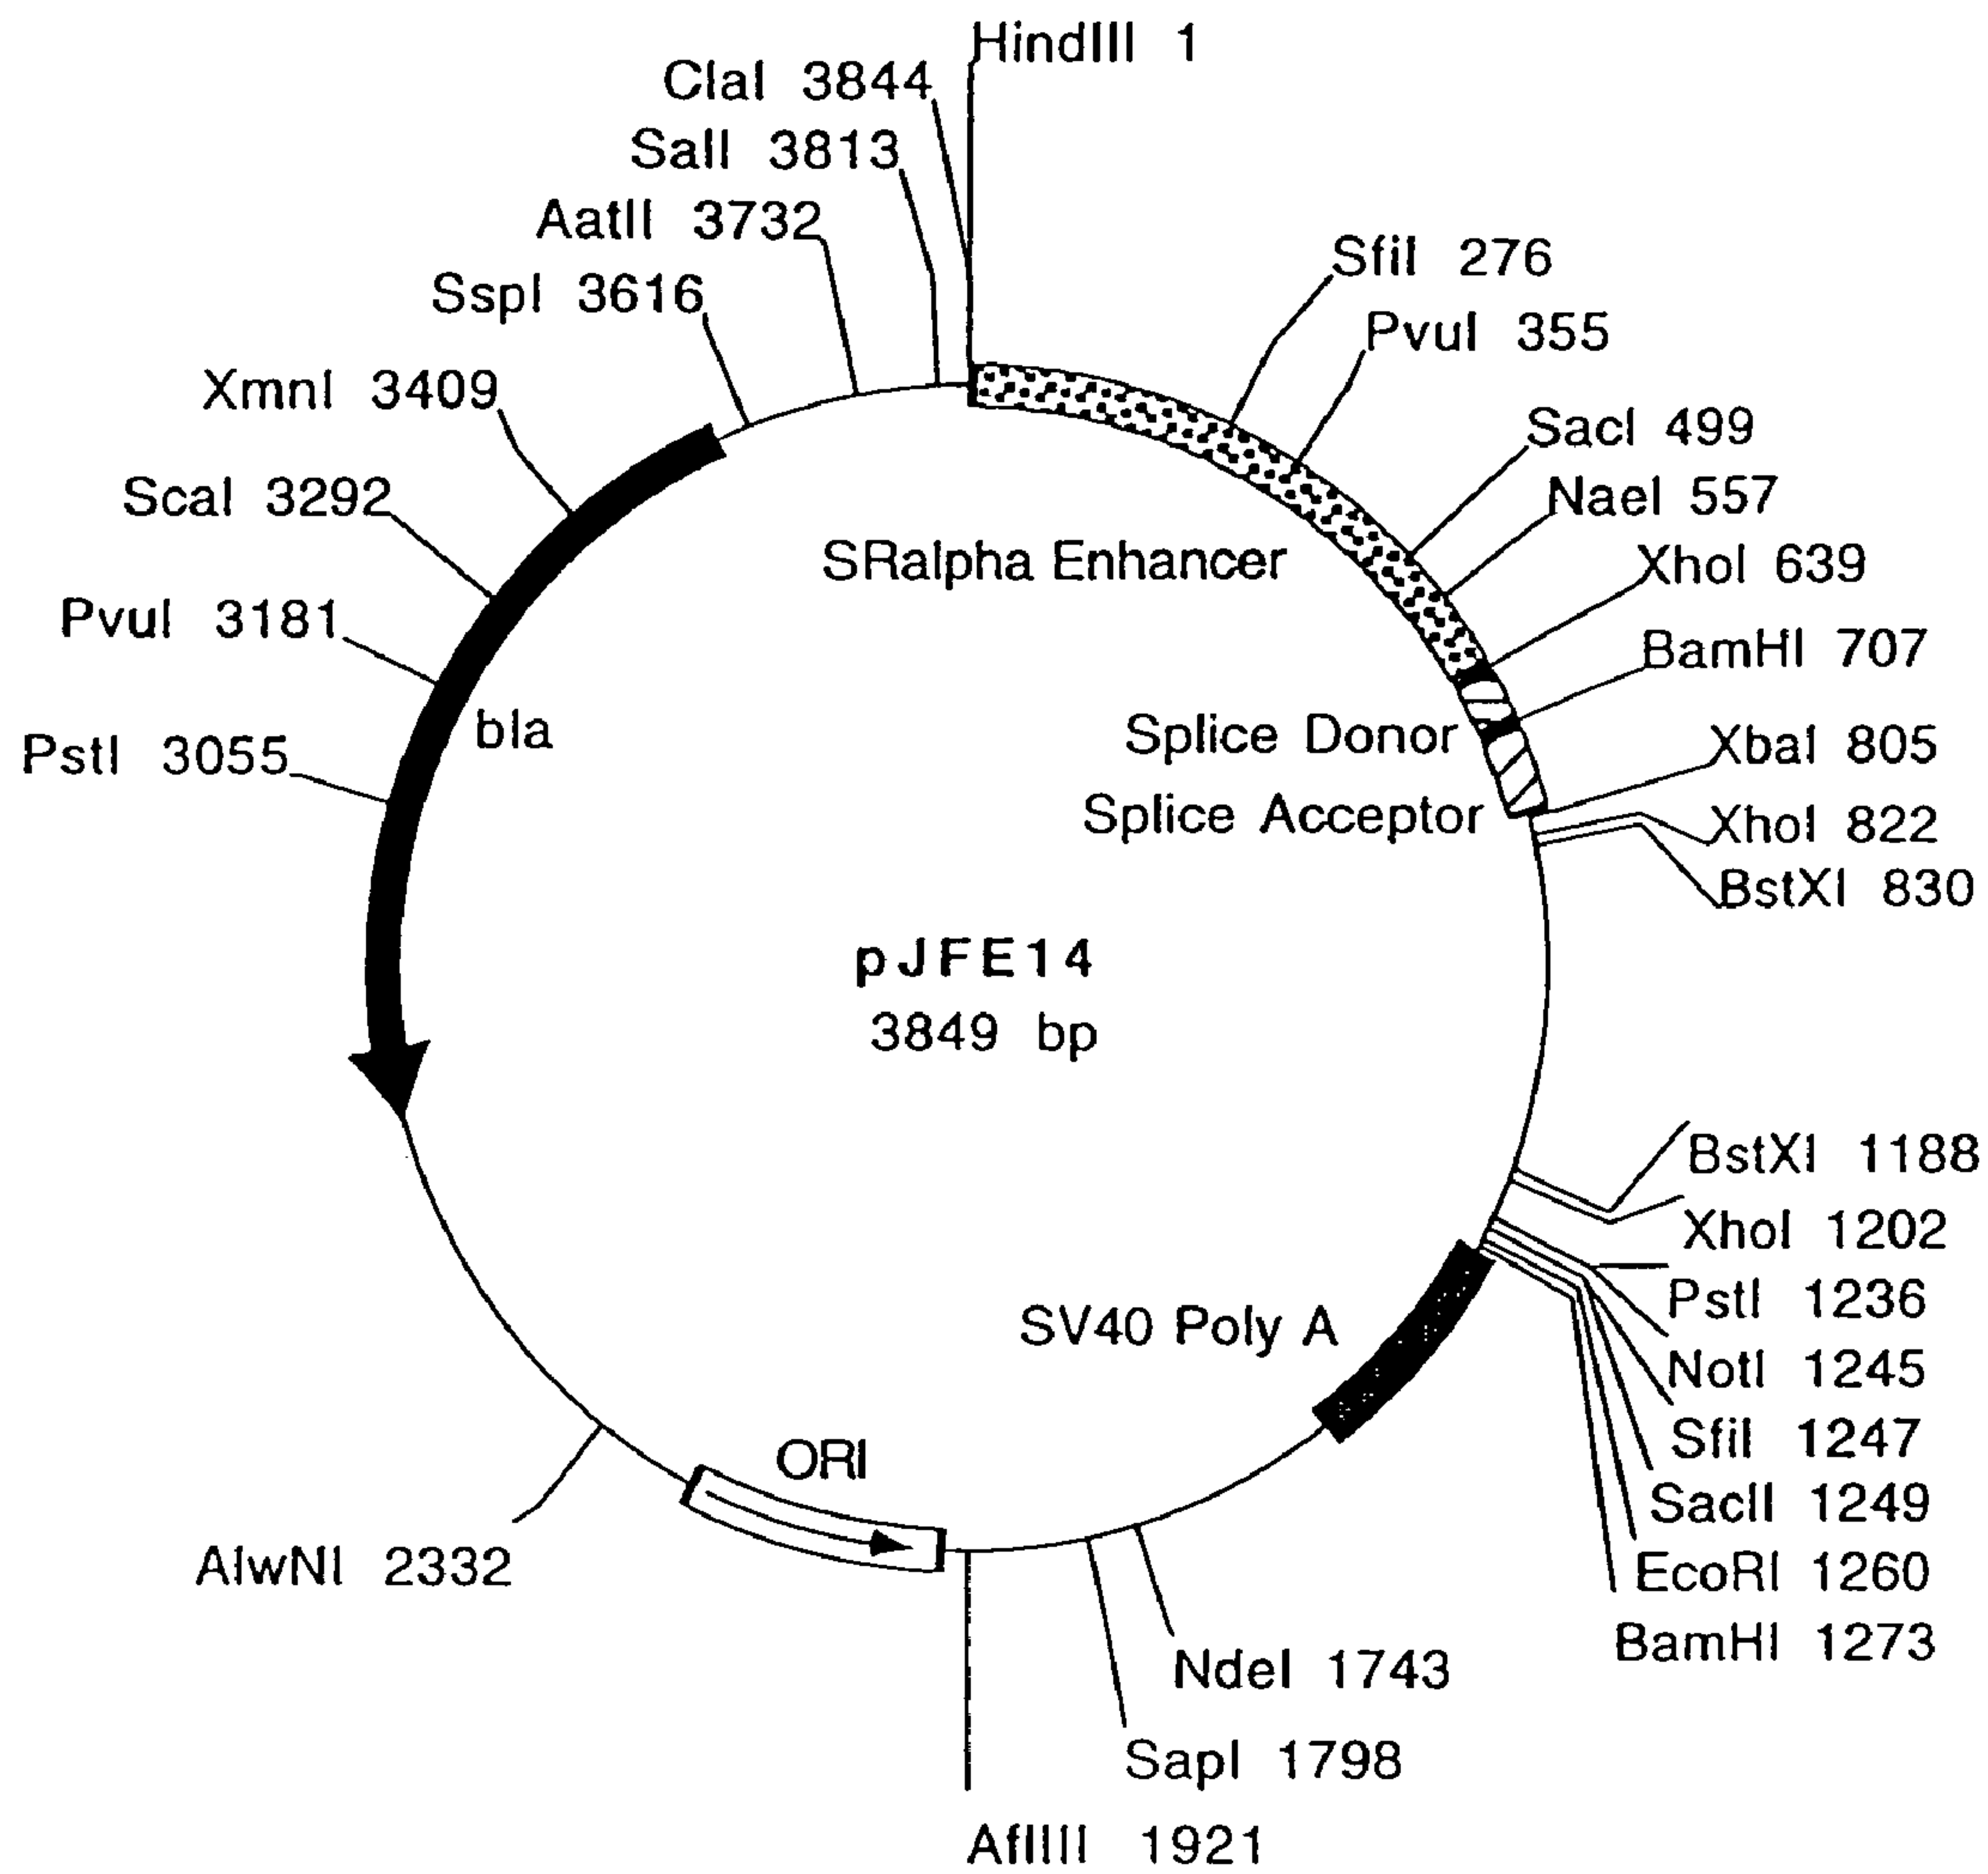 HindIII 1
ClaI 3844
SalI 3813
AatII 3732
SspI 3616
XmnI 3409
ScaI 3292
PvuI 3181
PstI 3055
SfiI 276
PvuI 355
SacI 499
NaeI 557
XhoI 639
BamHI 707
XbaI 805
XhoI 822
BstXI 830
SRalpha Enhancer
bla
Splice Donor
Splice Acceptor
pJFE14
3849 bp
BstXI 1188
XhoI 1202
PstI 1236
NotI 1245
SfiI 1247
SacII 1249
EcoRI 1260
BamHI 1273
SV40 Poly A
ORI
AlwNI 2332
NdeI 1743
SapI 1798
AflIII 1921